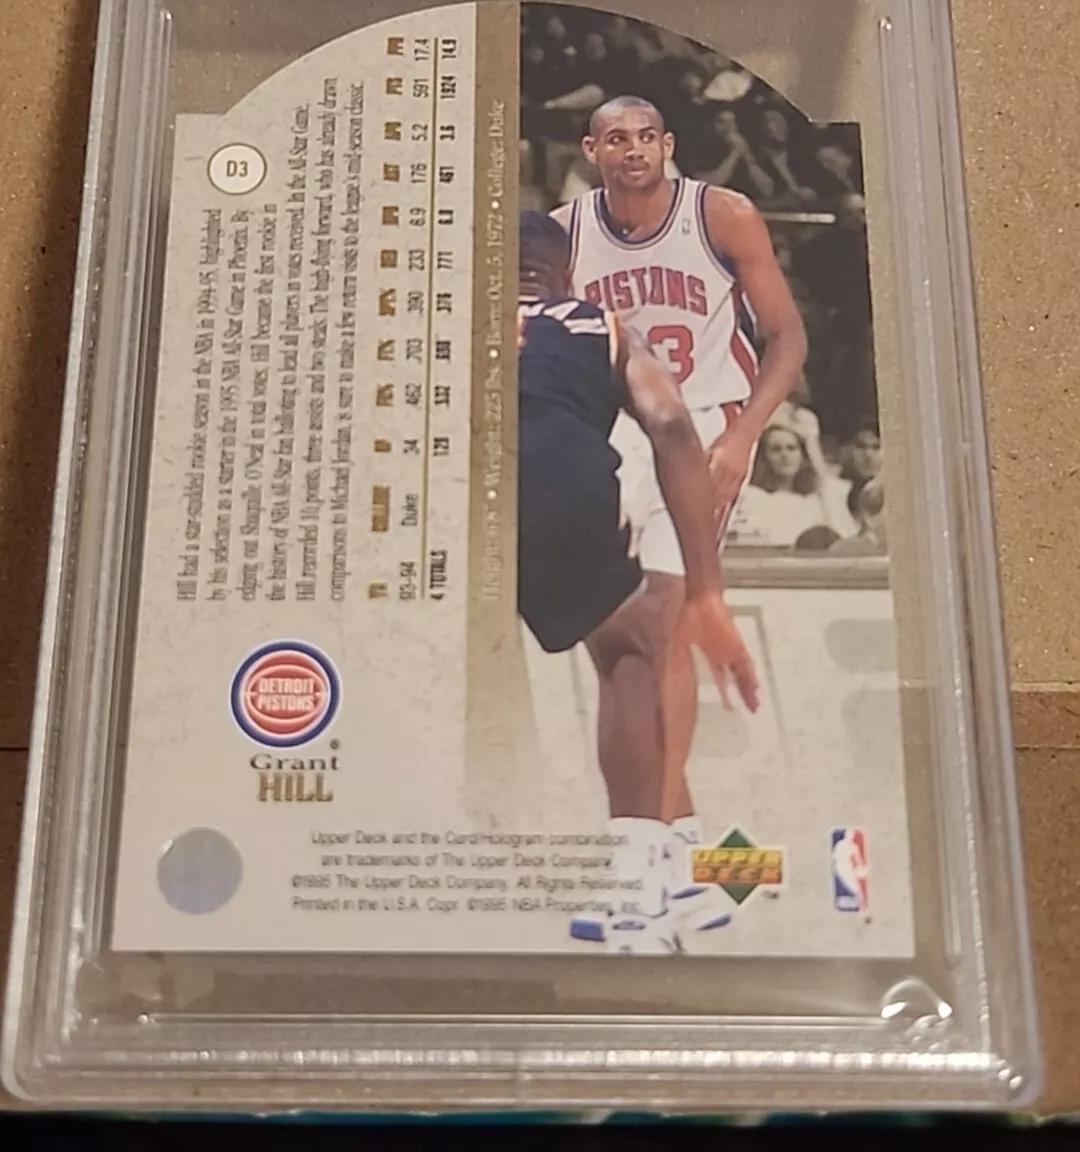 D3
Hill had a star-studded rookie season in the NBA in 1994-95, highlighted
by his selection as a starter in the 1995 NBA All-Star Game in Phoenix. By
edging out Shaquille O'Neal in total votes, Hill because the first rookie in
the history of NBA All-Star fan balloting to lead all players in votes received. In the All-Star Game,
Hill recorded 10 points, three assists and two steals. The high-flying forward, who has already drawn
comparisons to Michael Jordan, is sure to make a few return visits to the league's mid-season classic.
YR COLLEGE GP FG% FT% 3PT% REB RPG AST APG PTS PPG
93-94 Duke 34 .462 .703 .390 233 6.9 176 5.2 591 17.4
4 TOTALS 129 .532 .698 .378 771 6.0 461 3.6 1924 14.9
Height: 6'8" • Weight: 225 lbs. • Born: Oct. 5, 1972 • College: Duke
PISTONS
3
DETROIT
PISTONS
Grant
HILL
Upper Deck and the Card/Hologram combination
are trademarks of The Upper Deck Company.
©1995 The Upper Deck Company. All Rights Reserved.
Printed in the U.S.A. Copr. ©1995 NBA Properties, Inc.
UPPER
DECK
TM